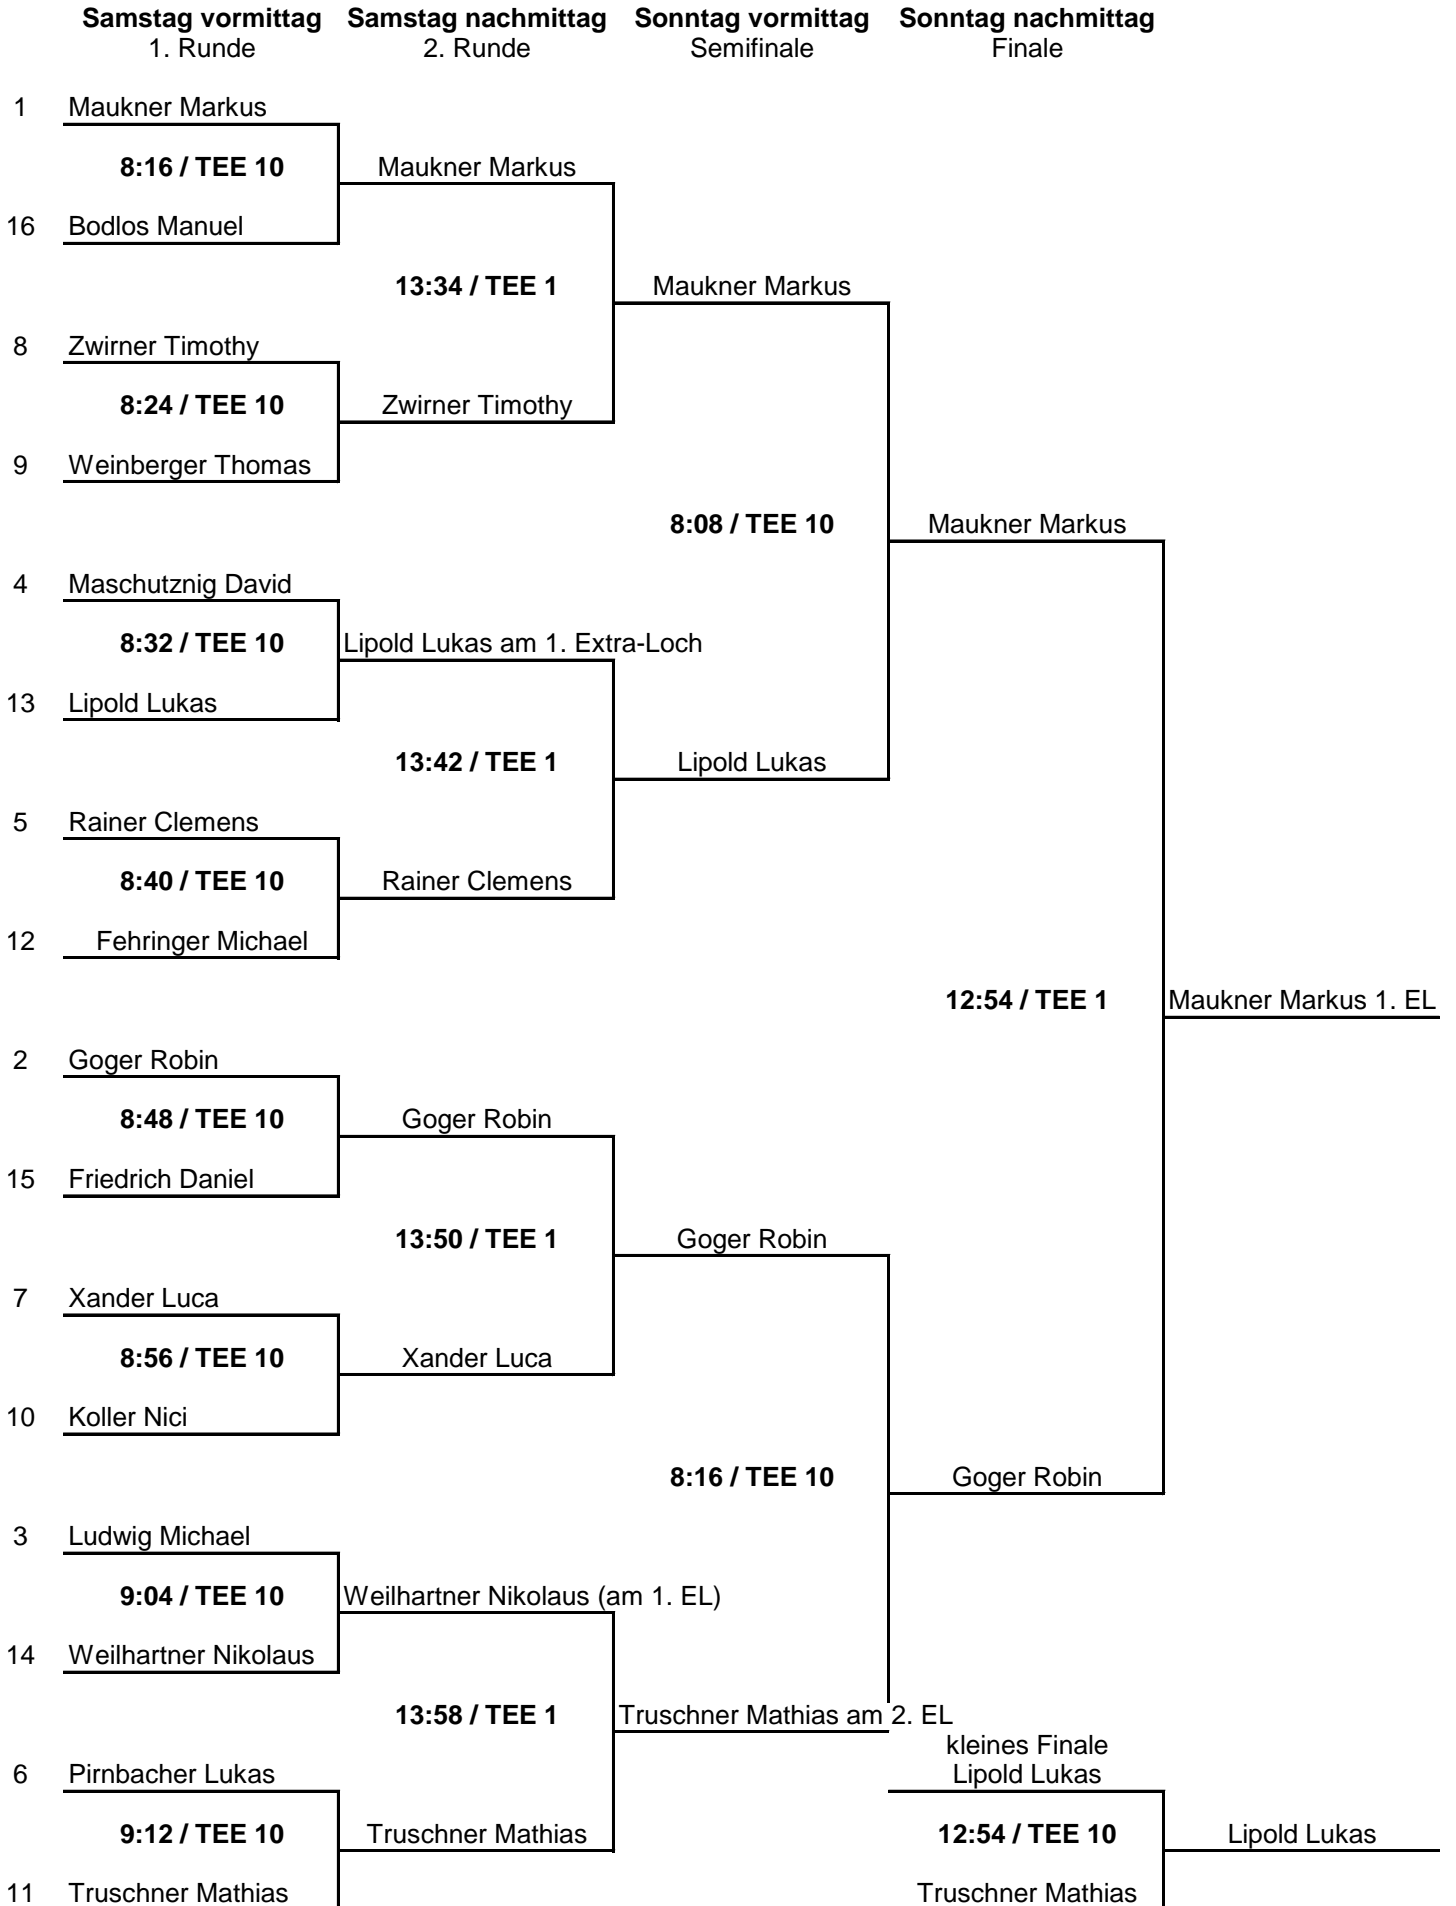 Samstag vormittag Samstag nachmittag Sonntag vormittag Sonntag nachmittag
1. Runde 2. Runde Semifinale Finale
1 Maukner Markus
8:16 / TEE 10 Maukner Markus
16 Bodlos Manuel
13:34 / TEE 1 Maukner Markus
8 Zwirner Timothy
8:24 / TEE 10 Zwirner Timothy
9 Weinberger Thomas
8:08 / TEE 10 Maukner Markus
4 Maschutznig David
8:32 / TEE 10 Lipold Lukas am 1. Extra-Loch
13 Lipold Lukas
13:42 / TEE 1 Lipold Lukas
5 Rainer Clemens
8:40 / TEE 10 Rainer Clemens
12 Fehringer Michael
12:54 / TEE 1 Maukner Markus 1. EL
2 Goger Robin
8:48 / TEE 10 Goger Robin
15 Friedrich Daniel
13:50 / TEE 1 Goger Robin
7 Xander Luca
8:56 / TEE 10 Xander Luca
10 Koller Nici
8:16 / TEE 10 Goger Robin
3 Ludwig Michael
9:04 / TEE 10 Weilhartner Nikolaus (am 1. EL)
14 Weilhartner Nikolaus
13:58 / TEE 1 Truschner Mathias am 2. EL
kleines Finale
6 Pirnbacher Lukas Lipold Lukas
9:12 / TEE 10 Truschner Mathias 12:54 / TEE 10 Lipold Lukas
11 Truschner Mathias Truschner Mathias